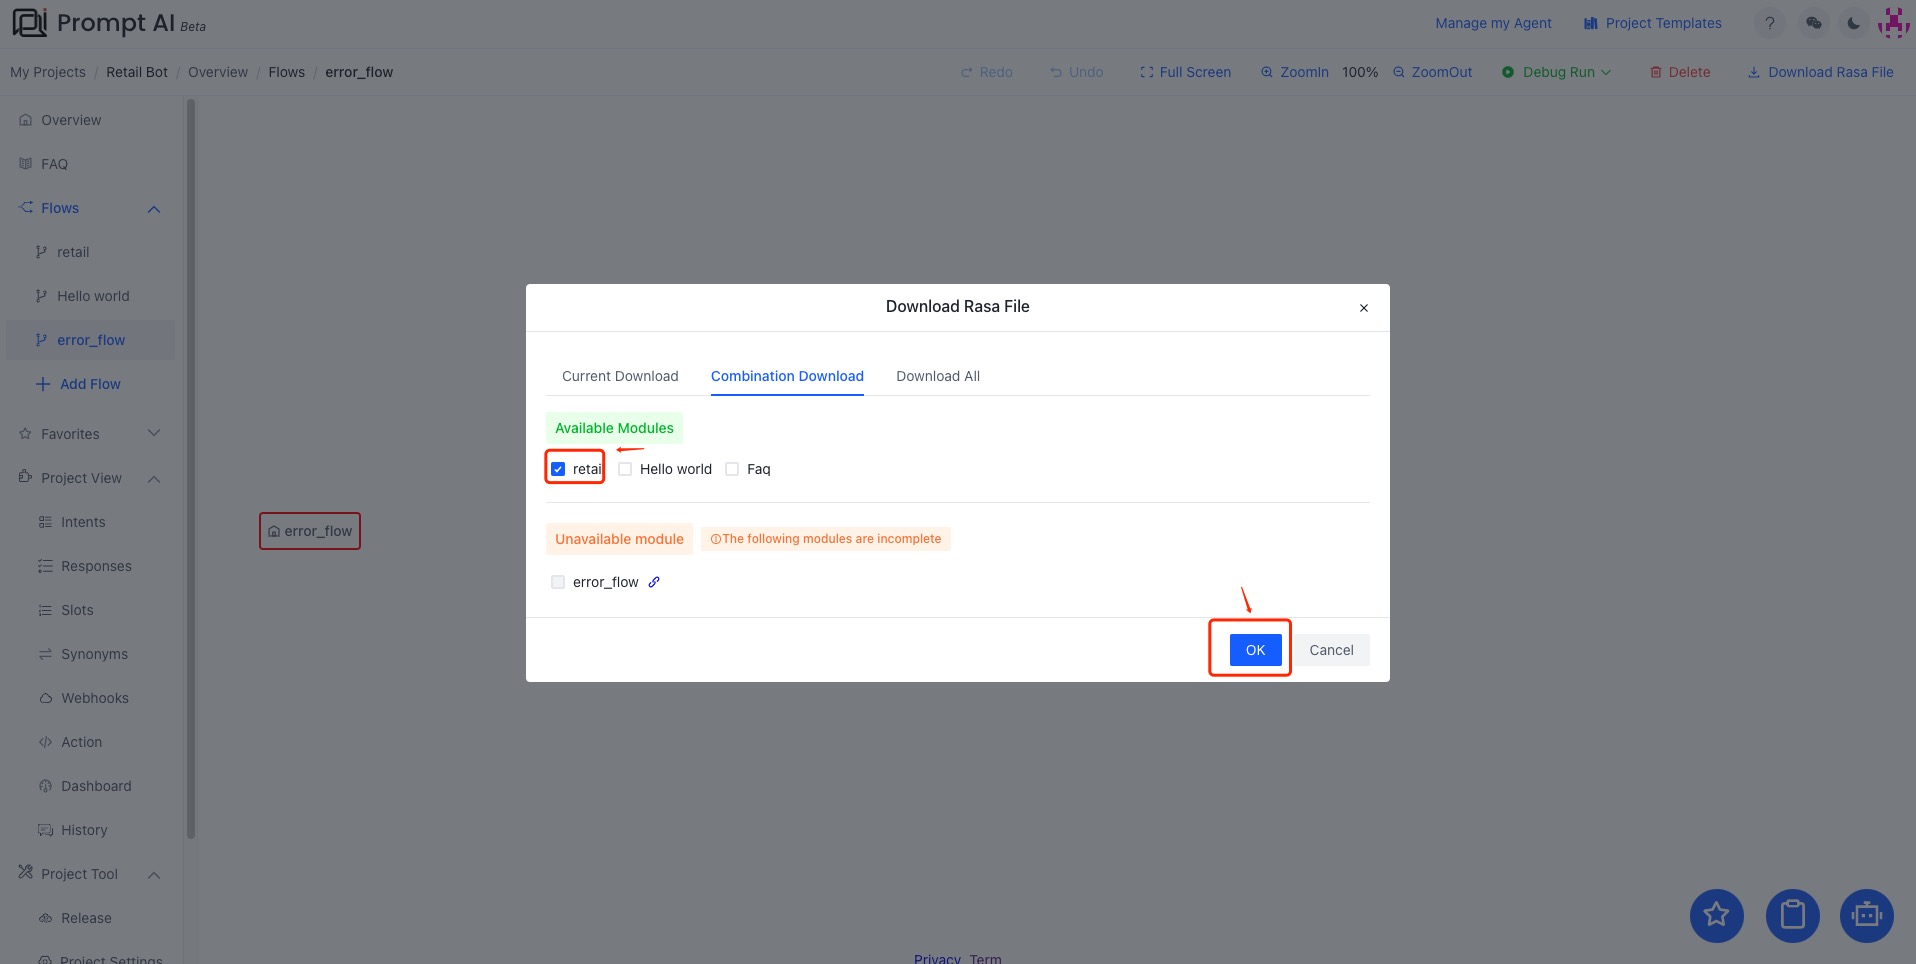 Prompt AI Beta
Manage my Agent Project Templates ?
My Projects / Retail Bot / Overview / Flows / error_flow
Redo Undo Full Screen ZoomIn 100% ZoomOut Debug Run Delete Download Rasa File
Overview
FAQ
Flows
retail
Hello world
error_flow
Add Flow
Favorites
Project View
Intents
Responses
Slots
Synonyms
Webhooks
Action
Dashboard
History
Project Tool
Release
Project Settings
error_flow
Download Rasa File
Current Download Combination Download Download All
Available Modules
retail Hello world Faq
Unavailable module The following modules are incomplete
error_flow
OK Cancel
Privacy Term